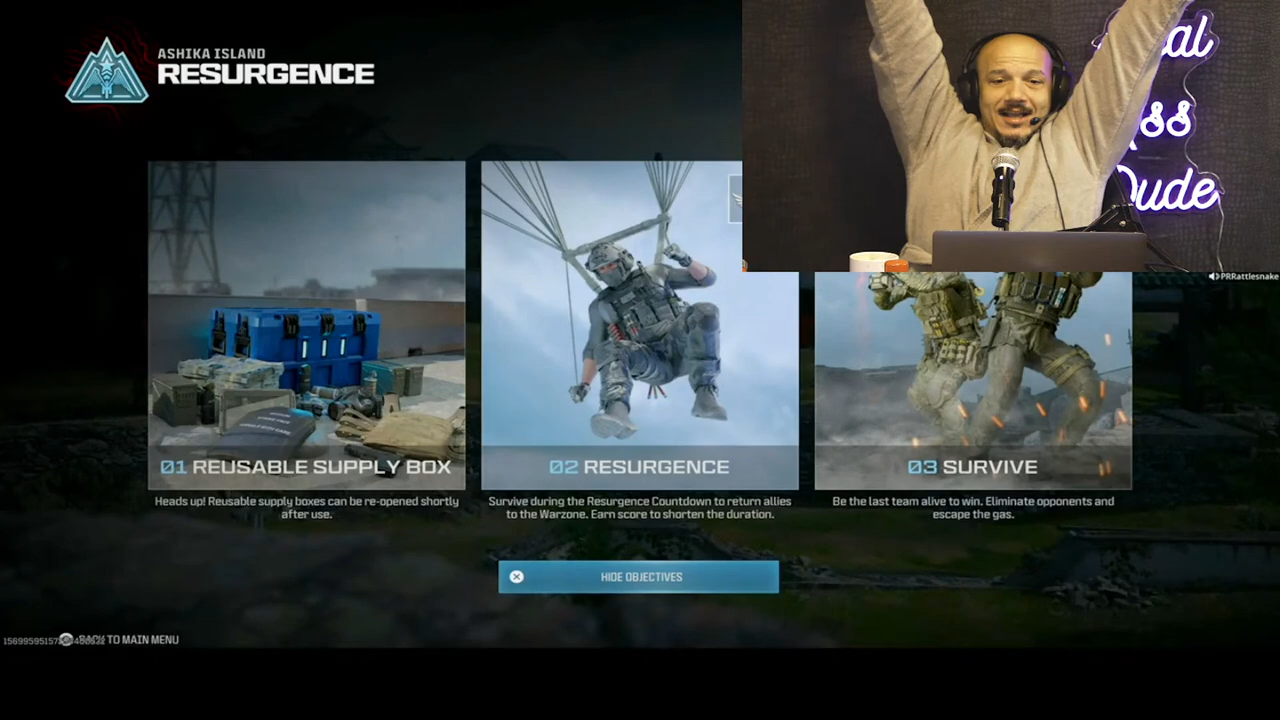 ASHIKA ISLAND
RESURGENCE
Dude
PRRattlesnake
01 REUSABLE SUPPLY BOX
02 RESURGENCE
03 SURVIVE
Heads up! Reusable supply boxes can be re-opened shortly
after use.
Survive during the Resurgence Countdown to return allies
to the Warzone. Earn score to shorten the duration.
Be the last team alive to win. Eliminate opponents and
escape the gas.
HIDE OBJECTIVES
BACK TO MAIN MENU